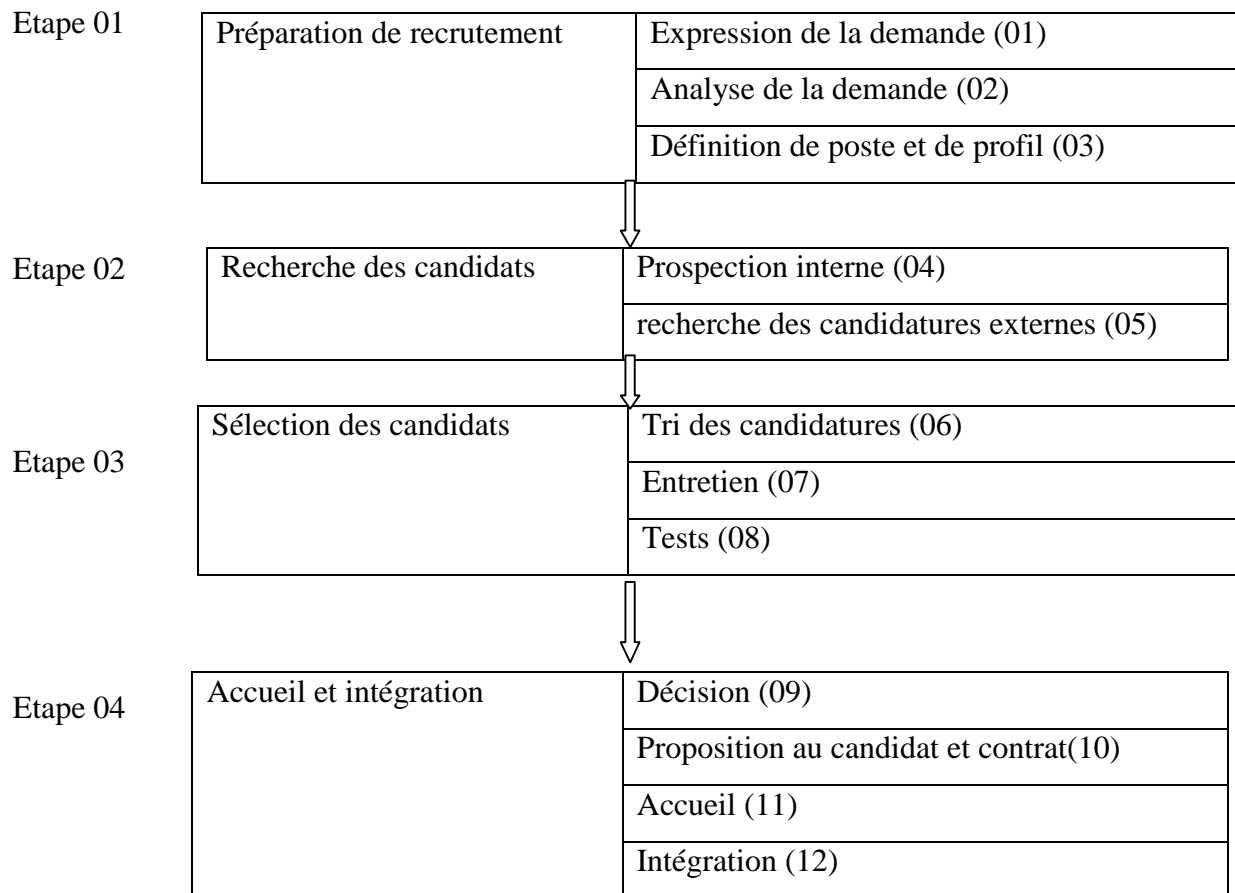 Etape 01
Préparation de recrutement
Expression de la demande (01)
Analyse de la demande (02)
Définition de poste et de profil (03)
Etape 02
Recherche des candidats
Prospection interne (04)
recherche des candidatures externes (05)
Etape 03
Sélection des candidats
Tri des candidatures (06)
Entretien (07)
Tests (08)
Etape 04
Accueil et intégration
Décision (09)
Proposition au candidat et contrat(10)
Accueil (11)
Intégration (12)